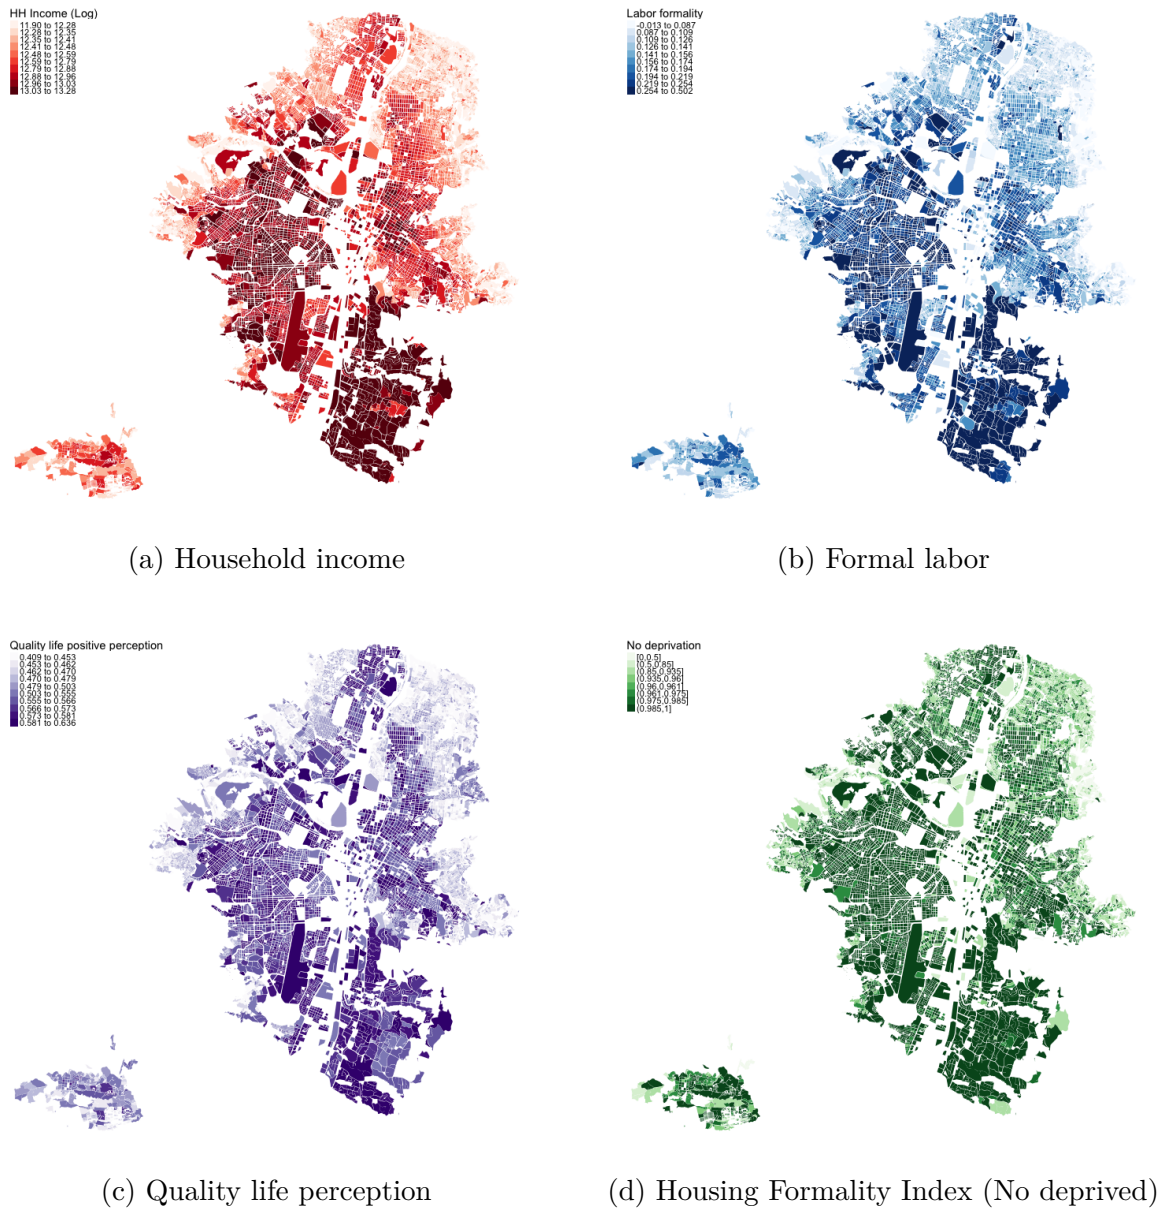 HH Income (Log)
11.90 to 12.28
12.28 to 12.35
12.35 to 12.41
12.41 to 12.48
12.48 to 12.59
12.59 to 12.79
12.79 to 12.88
12.88 to 12.96
12.96 to 13.03
13.03 to 13.28
Labor formality
-0.013 to 0.087
0.087 to 0.109
0.109 to 0.126
0.126 to 0.141
0.141 to 0.156
0.156 to 0.174
0.174 to 0.194
0.194 to 0.219
0.219 to 0.254
0.254 to 0.502
(a) Household income
(b) Formal labor
Quality life positive perception
0.409 to 0.453
0.453 to 0.462
0.462 to 0.470
0.470 to 0.479
0.479 to 0.503
0.503 to 0.555
0.555 to 0.566
0.566 to 0.573
0.573 to 0.581
0.581 to 0.636
No deprivation
[0,0.5]
(0.5,0.85]
(0.85,0.935]
(0.935,0.96]
(0.96,0.961]
(0.961,0.975]
(0.975,0.985]
(0.985,1]
(c) Quality life perception
(d) Housing Formality Index (No deprived)